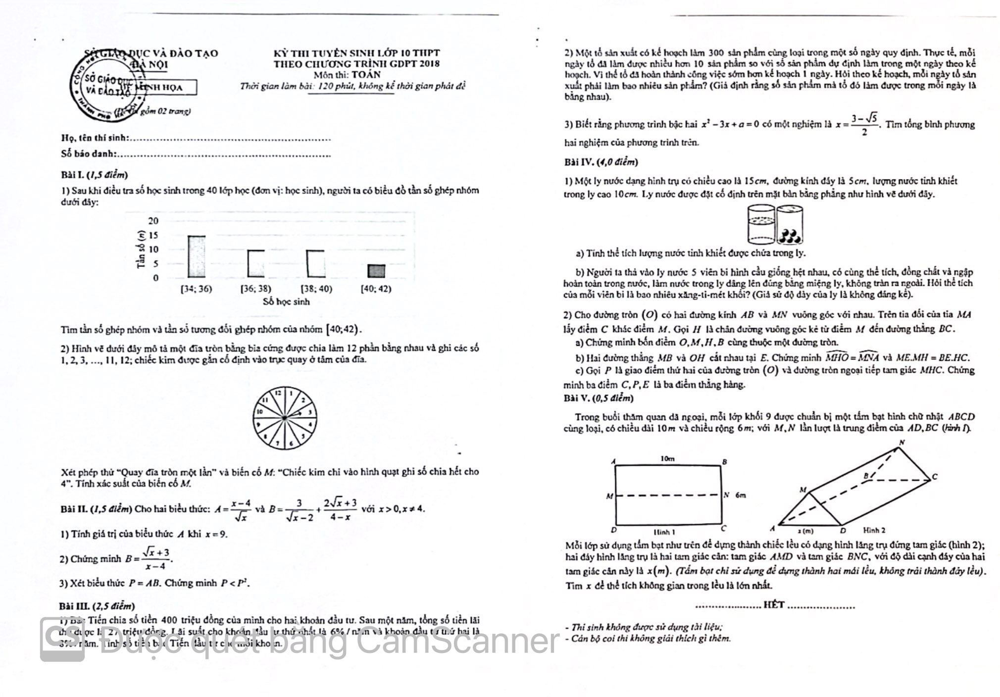 SỞ GIÁO DỤC VÀ ĐÀO TẠO
HÀ NỘI
SỞ GIÁO DỤC
VÀ ĐÀO TẠO
MINH HỌA
gồm 02 trang)
KỲ THI TUYỂN SINH LỚP 10 THPT
THEO CHƯƠNG TRÌNH GDPT 2018
Môn thi: TOÁN
Thời gian làm bài: 120 phút, không kể thời gian phát đề
Họ, tên thí sinh:
Số báo danh:
Bài I. (1,5 điểm)
1) Sau khi điều tra số học sinh trong 40 lớp học (đơn vị: học sinh), người ta có biểu đồ tần số ghép nhóm
dưới đây:
Tần số (n)
20
15
10
5
0
[34; 36) [36; 38) [38; 40) [40; 42)
Số học sinh
Tìm tần số ghép nhóm và tần số tương đối ghép nhóm của nhóm [40;42).
2) Hình vẽ dưới đây mô tả một đĩa tròn bằng bìa cứng được chia làm 12 phần bằng nhau và ghi các số
1, 2, 3, ..., 11, 12; chiếc kim được gắn cố định vào trục quay ở tâm của đĩa.
12 1
11 2
10 3
9 4
8 5
7 6
Xét phép thử “Quay đĩa tròn một lần” và biến cố M: “Chiếc kim chỉ vào hình quạt ghi số chia hết cho
4”. Tính xác suất của biến cố M.
Bài II. (1,5 điểm) Cho hai biểu thức: A = (x−4)/√x và B = 3/(√x−2) + (2√x+3)/(4−x) với x > 0, x ≠ 4.
1) Tính giá trị của biểu thức A khi x = 9.
2) Chứng minh B = (√x+3)/(x−4).
3) Xét biểu thức P = AB. Chứng minh P < P².
Bài III. (2,5 điểm)
1) Bác Tiến chia số tiền 400 triệu đồng của mình cho hai khoản đầu tư. Sau một năm, tổng số tiền lãi
thu được là 27 triệu đồng. Lãi suất cho khoản đầu tư thứ nhất là 6% / năm và khoản đầu tư thứ hai là
8% / năm. Tính số tiền bác Tiến đầu tư cho mỗi khoản.
CS Được quét bằng CamScanner
2) Một tổ sản xuất có kế hoạch làm 300 sản phẩm cùng loại trong một số ngày quy định. Thực tế, mỗi
ngày tổ đã làm được nhiều hơn 10 sản phẩm so với số sản phẩm dự định làm trong một ngày theo kế
hoạch. Vì thế tổ đã hoàn thành công việc sớm hơn kế hoạch 1 ngày. Hỏi theo kế hoạch, mỗi ngày tổ sản
xuất phải làm bao nhiêu sản phẩm? (Giả định rằng số sản phẩm mà tổ đó làm được trong mỗi ngày là
bằng nhau).
3) Biết rằng phương trình bậc hai x² − 3x + a = 0 có một nghiệm là x = (3−√5)/2. Tìm tổng bình phương
hai nghiệm của phương trình trên.
Bài IV. (4,0 điểm)
1) Một ly nước dạng hình trụ có chiều cao là 15cm, đường kính đáy là 5cm, lượng nước tinh khiết
trong ly cao 10cm. Ly nước được đặt cố định trên mặt bàn bằng phẳng như hình vẽ dưới đây.
a) Tính thể tích lượng nước tinh khiết được chứa trong ly.
b) Người ta thả vào ly nước 5 viên bi hình cầu giống hệt nhau, có cùng thể tích, đồng chất và ngập
hoàn toàn trong nước, làm nước trong ly dâng lên đúng bằng miệng ly, không tràn ra ngoài. Hỏi thể tích
của mỗi viên bi là bao nhiêu xăng-ti-mét khối? (Giả sử độ dày của ly là không đáng kể).
2) Cho đường tròn (O) có hai đường kính AB và MN vuông góc với nhau. Trên tia đối của tia MA
lấy điểm C khác điểm M. Gọi H là chân đường vuông góc kẻ từ điểm M đến đường thẳng BC.
a) Chứng minh bốn điểm O,M,H,B cùng thuộc một đường tròn.
b) Hai đường thẳng MB và OH cắt nhau tại E. Chứng minh MHO = MNA và ME.MH = BE.HC.
c) Gọi P là giao điểm thứ hai của đường tròn (O) và đường tròn ngoại tiếp tam giác MHC. Chứng
minh ba điểm C,P,E là ba điểm thẳng hàng.
Bài V. (0,5 điểm)
Trong buổi thăm quan dã ngoại, mỗi lớp khối 9 được chuẩn bị một tấm bạt hình chữ nhật ABCD
cùng loại, có chiều dài 10m và chiều rộng 6m; với M,N lần lượt là trung điểm của AD,BC (hình 1).
A 10m B
M N 6m
D Hình 1 C
N
B C
M
A x (m) D Hình 2
Mỗi lớp sử dụng tấm bạt như trên để dựng thành chiếc lều có dạng hình lăng trụ đứng tam giác (hình 2);
hai đáy hình lăng trụ là hai tam giác cân: tam giác AMD và tam giác BNC, với độ dài cạnh đáy của hai
tam giác cân này là x(m). (Tấm bạt chỉ sử dụng để dựng thành hai mái lều, không trải thành đáy lều).
Tìm x để thể tích không gian trong lều là lớn nhất.
..................... HẾT .....................
- Thí sinh không được sử dụng tài liệu;
- Cán bộ coi thi không giải thích gì thêm.